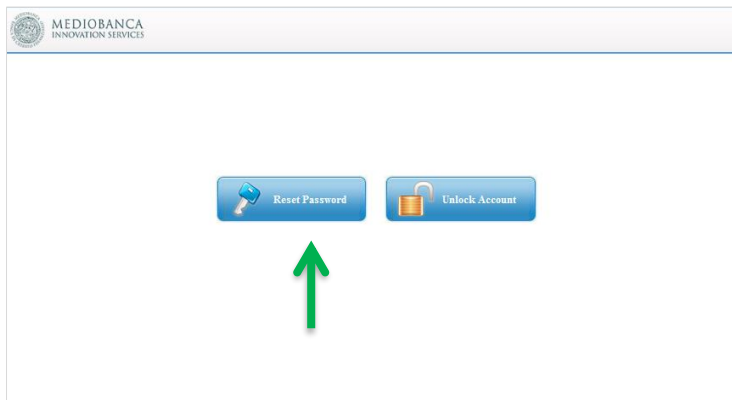 MEDIOBANCA
INNOVATION SERVICES
Reset Password
Unlock Account